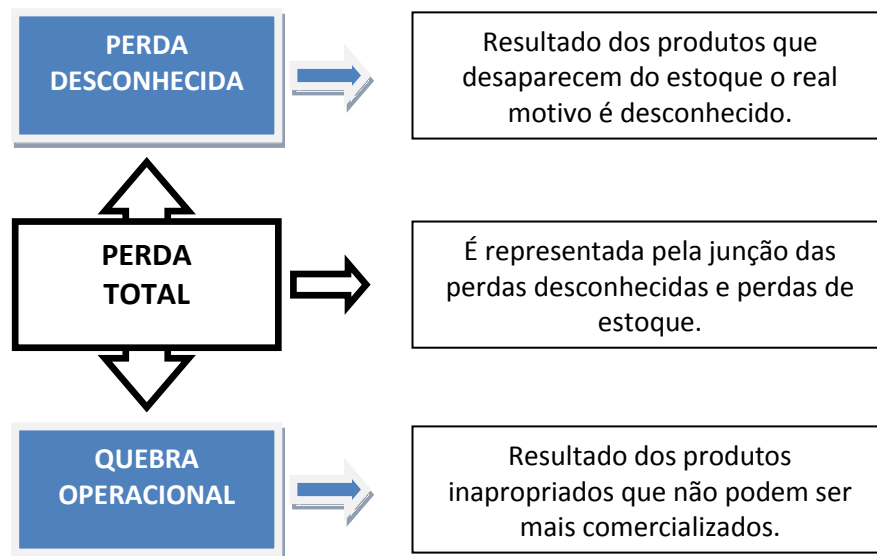 PERDA
DESCONHECIDA
Resultado dos produtos que
desaparecem do estoque o real
motivo é desconhecido.
PERDA
TOTAL
É representada pela junção das
perdas desconhecidas e perdas de
estoque.
QUEBRA
OPERACIONAL
Resultado dos produtos
inapropriados que não podem ser
mais comercializados.